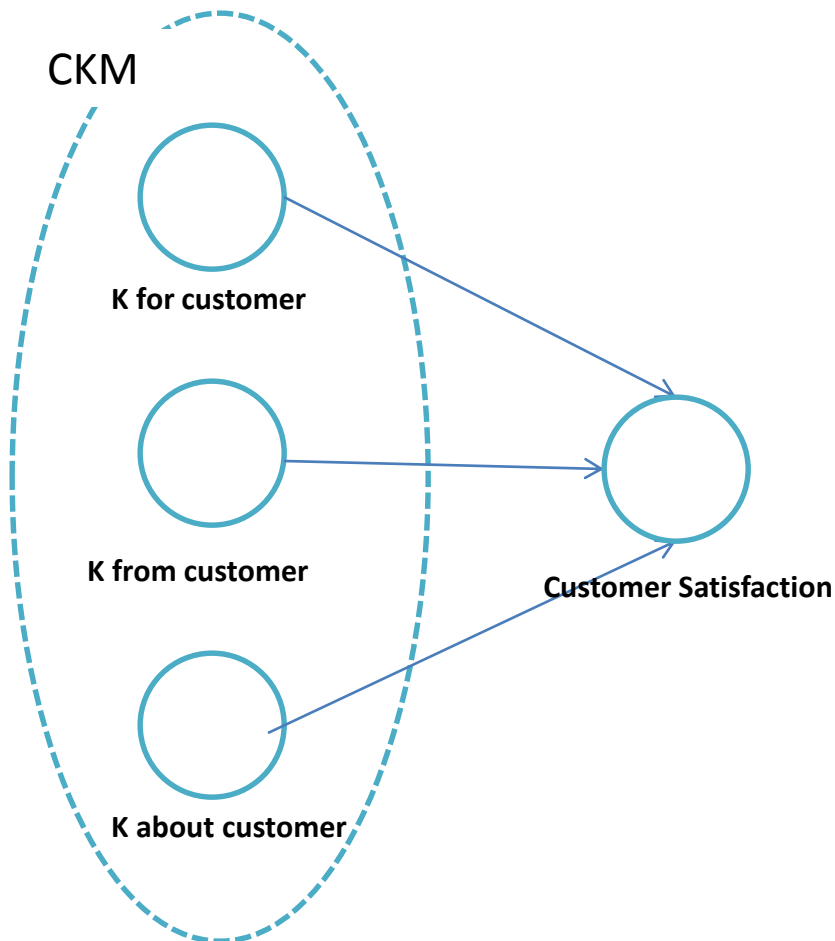 CKM
K for customer
K from customer
Customer Satisfaction
K about customer